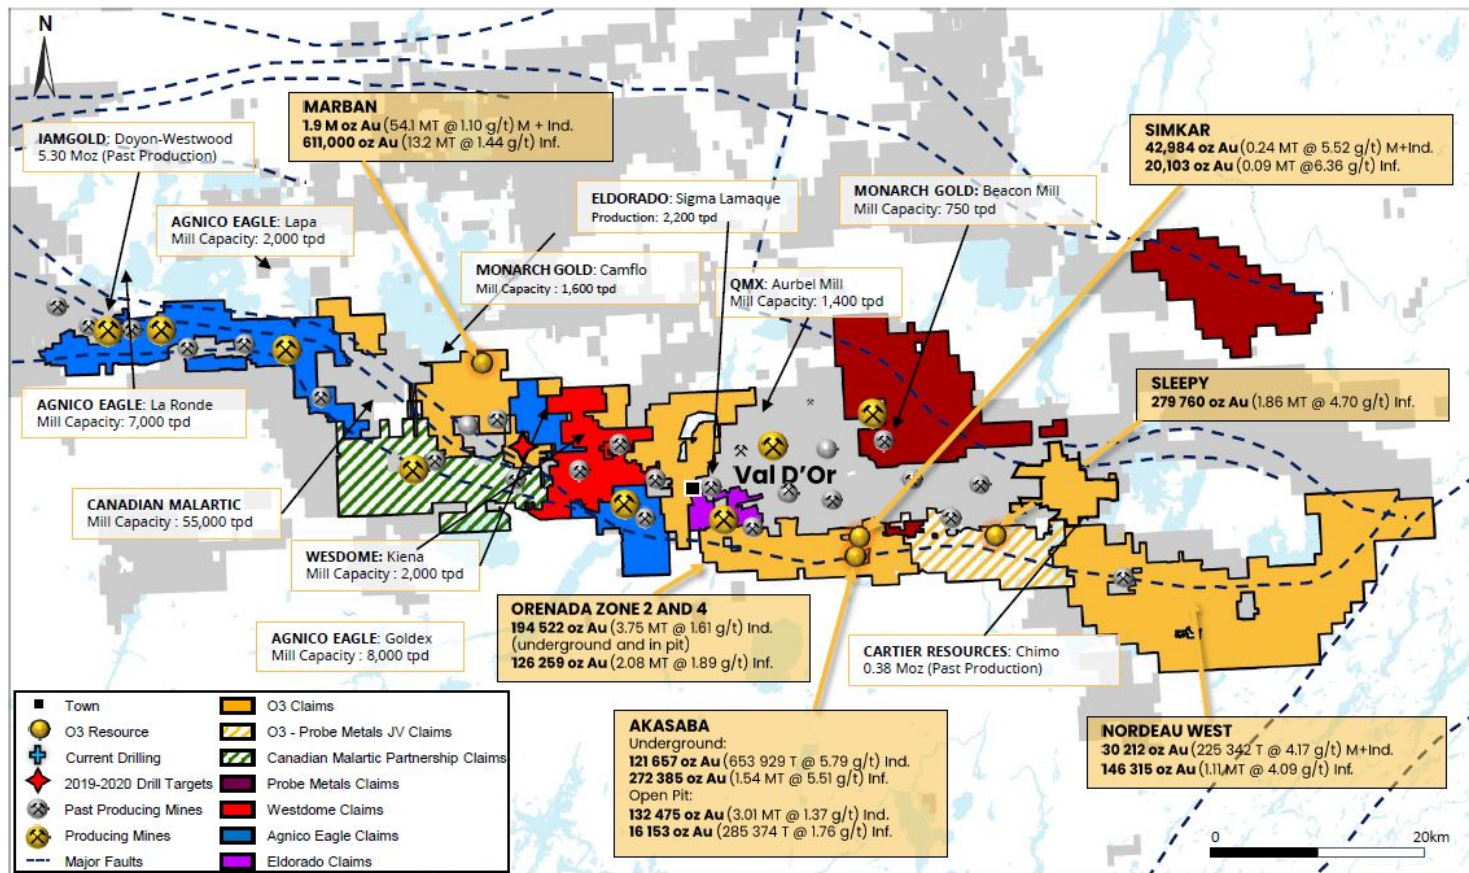 N
MARBAN
1.9 M oz Au (54.1 MT @ 1.10 g/t) M + Ind.
611,000 oz Au (13.2 MT @ 1.44 g/t) Inf.
IAMGOLD: Doyon-Westwood
5.30 Moz (Past Production)
SIMKAR
42,984 oz Au (0.24 MT @ 5.52 g/t) M+Ind.
20,103 oz Au (0.09 MT @6.36 g/t) Inf.
ELDORADO: Sigma Lamaque
Production: 2,200 tpd
MONARCH GOLD: Beacon Mill
Mill Capacity: 750 tpd
AGNICO EAGLE: Lapa
Mill Capacity: 2,000 tpd
MONARCH GOLD: Camflo
Mill Capacity : 1,600 tpd
QMX: Aurbel Mill
Mill Capacity: 1,400 tpd
SLEEPY
279 760 oz Au (1.86 MT @ 4.70 g/t) Inf.
AGNICO EAGLE: La Ronde
Mill Capacity: 7,000 tpd
Val D'Or
CANADIAN MALARTIC
Mill Capacity : 55,000 tpd
WESDOME: Kiena
Mill Capacity : 2,000 tpd
ORENADA ZONE 2 AND 4
194 522 oz Au (3.75 MT @ 1.61 g/t) Ind.
(underground and in pit)
126 259 oz Au (2.08 MT @ 1.89 g/t) Inf.
AGNICO EAGLE: Goldex
Mill Capacity : 8,000 tpd
CARTIER RESOURCES: Chimo
0.38 Moz (Past Production)
AKASABA
Underground:
121 657 oz Au (653 929 T @ 5.79 g/t) Ind.
272 385 oz Au (1.54 MT @ 5.51 g/t) Inf.
Open Pit:
132 475 oz Au (3.01 MT @ 1.37 g/t) Ind.
16 153 oz Au (285 374 T @ 1.76 g/t) Inf.
NORDEAU WEST
30 212 oz Au (225 342 T @ 4.17 g/t) M+Ind.
146 315 oz Au (1.11 MT @ 4.09 g/t) Inf.
Town
O3 Resource
Current Drilling
2019-2020 Drill Targets
Past Producing Mines
Producing Mines
Major Faults
O3 Claims
O3 - Probe Metals JV Claims
Canadian Malartic Partnership Claims
Probe Metals Claims
Westdome Claims
Agnico Eagle Claims
Eldorado Claims
0 20km